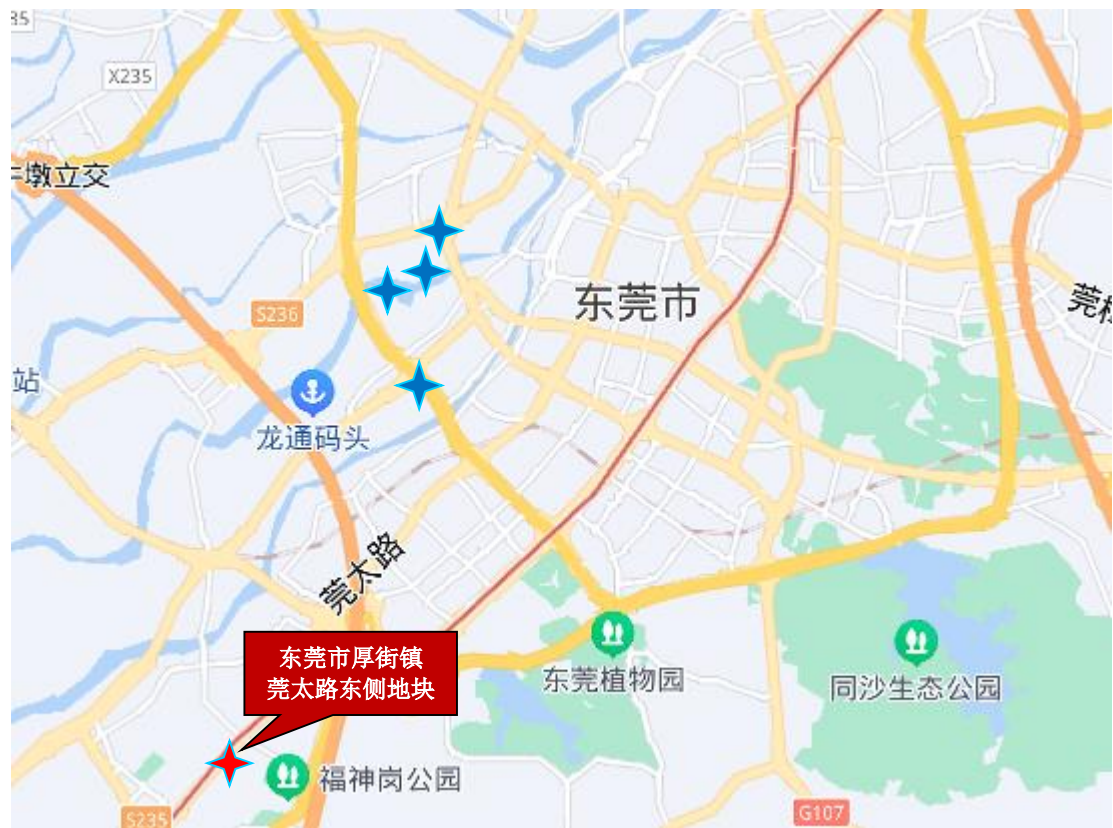 X235
墩立交
S236
东莞市
站
龙通码头
莞太路
东莞市厚街镇
莞太路东侧地块
东莞植物园
同沙生态公园
福神岗公园
S235
G107